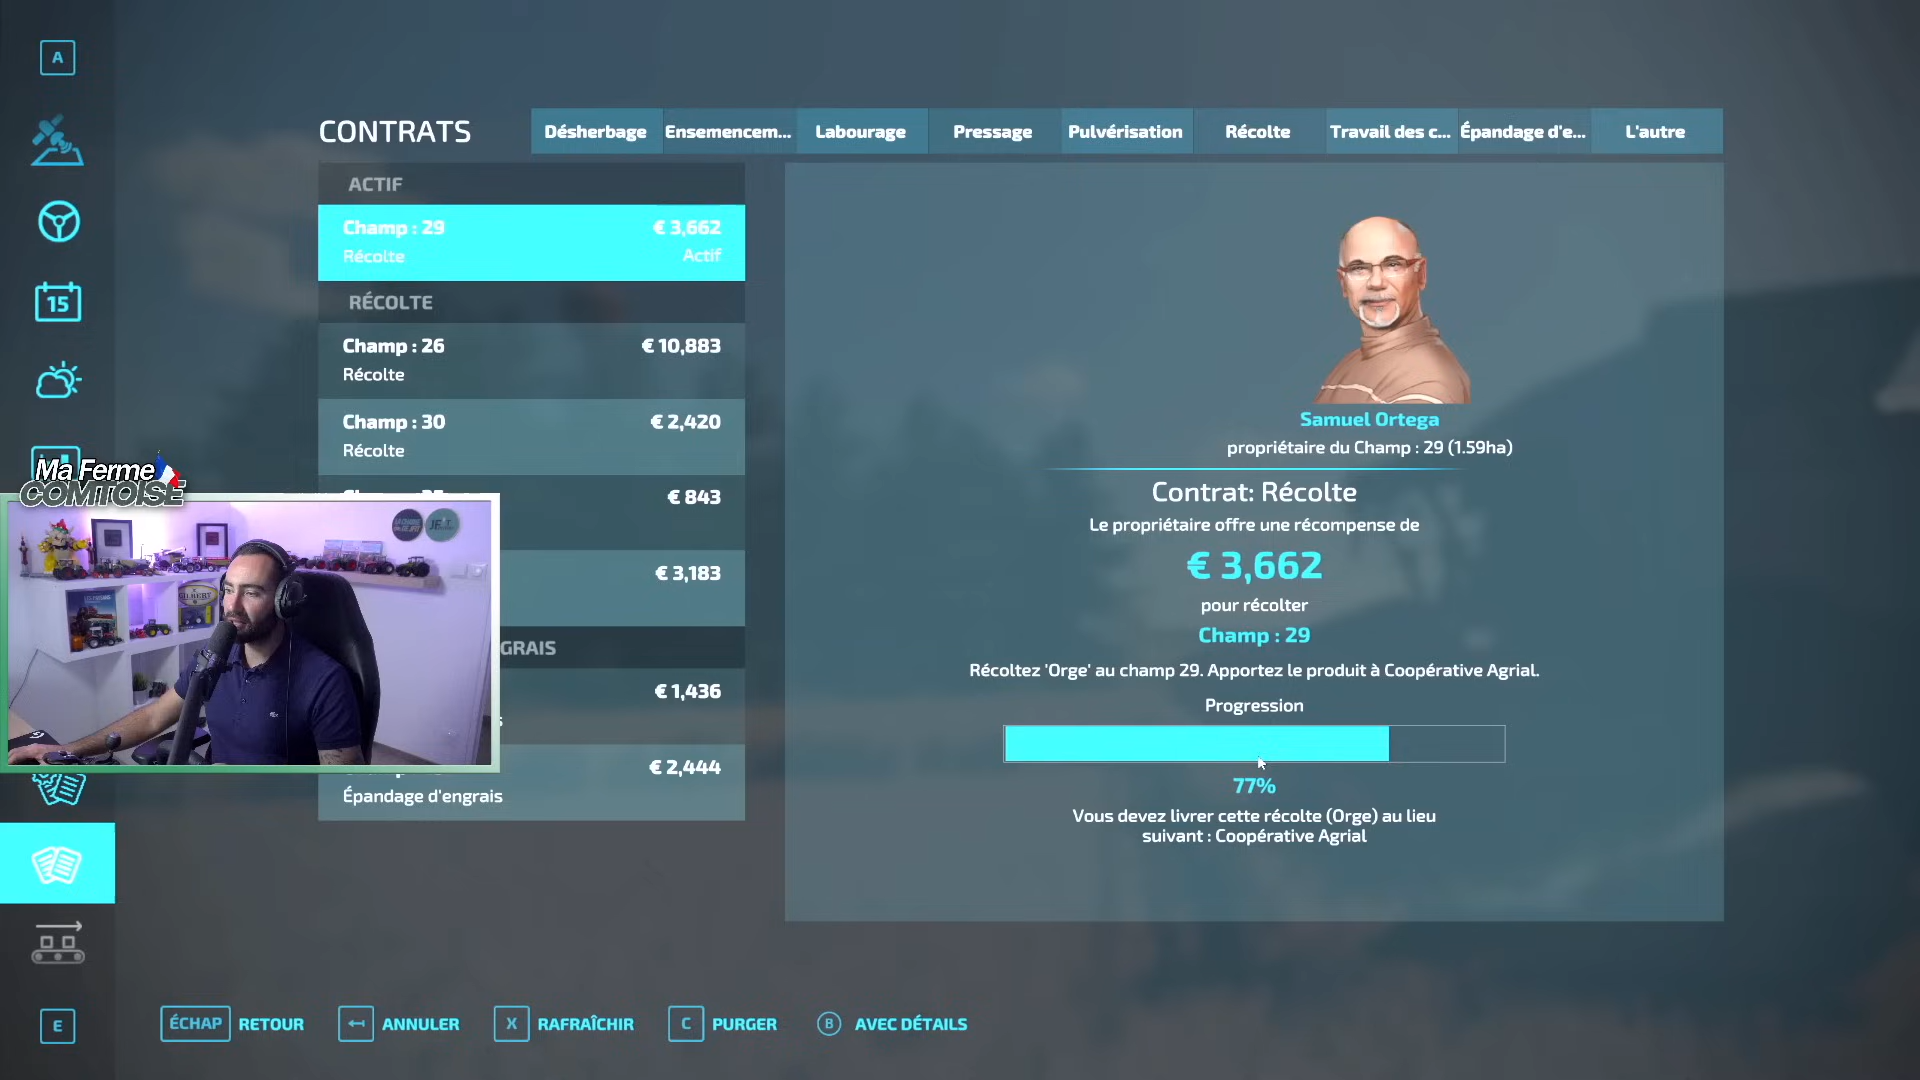 A
CONTRATS
Désherbage
Ensemencem...
Labourage
Pressage
Pulvérisation
Récolte
Travail des c...
Épandage d'e...
L'autre
ACTIF
Champ : 29
€ 3,662
Récolte
Actif
RÉCOLTE
Champ : 26
€ 10,883
Récolte
Champ : 30
€ 2,420
Récolte
€ 843
€ 3,183
GRAIS
€ 1,436
€ 2,444
Épandage d'engrais
15
Ma Ferme
COMTOISE
GILBERT
Samuel Ortega
propriétaire du Champ : 29 (1.59ha)
Contrat: Récolte
Le propriétaire offre une récompense de
€ 3,662
pour récolter
Champ : 29
Récoltez 'Orge' au champ 29. Apportez le produit à Coopérative Agrial.
Progression
77%
Vous devez livrer cette récolte (Orge) au lieu
suivant : Coopérative Agrial
E
ÉCHAP RETOUR
ANNULER
X RAFRAÎCHIR
C PURGER
B AVEC DÉTAILS